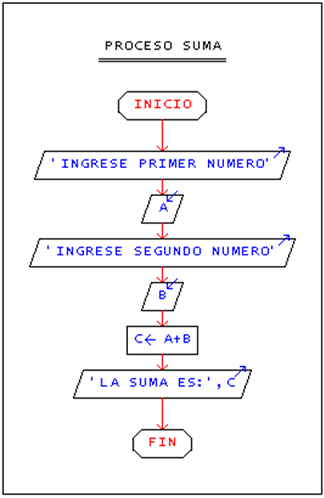 PROCESO SUMA
INICIO
'INGRESE PRIMER NUMERO'
A
'INGRESE SEGUNDO NUMERO'
B
C← A+B
'LA SUMA ES:',C
FIN